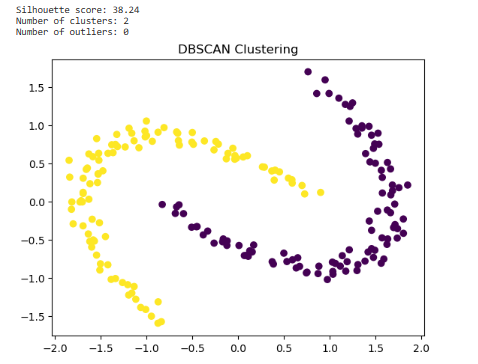 Silhouette score: 38.24
Number of clusters: 2
Number of outliers: 0
DBSCAN Clustering
1.5
1.0
0.5
0.0
−0.5
−1.0
−1.5
−2.0 −1.5 −1.0 −0.5 0.0 0.5 1.0 1.5 2.0